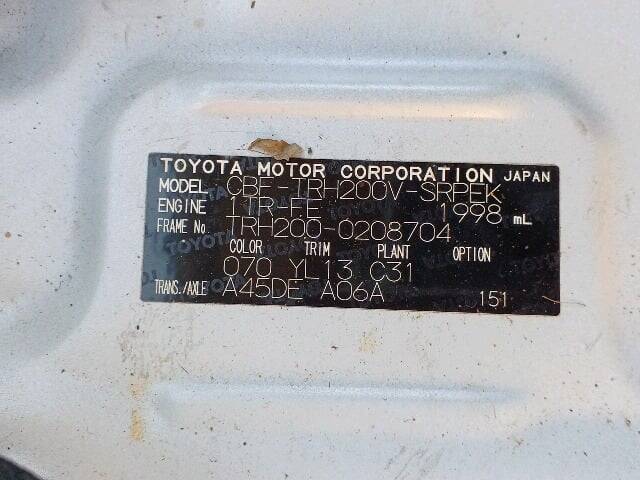 TOYOTA MOTOR CORPORATION JAPAN
MODEL CBF-TRH200V-SRPEK
ENGINE 1TR-FE 1998 mL
FRAME No. TRH200-0208704
COLOR TRIM PLANT OPTION
070 YL13 C31
TRANS./AXLE A45DE A06A 151